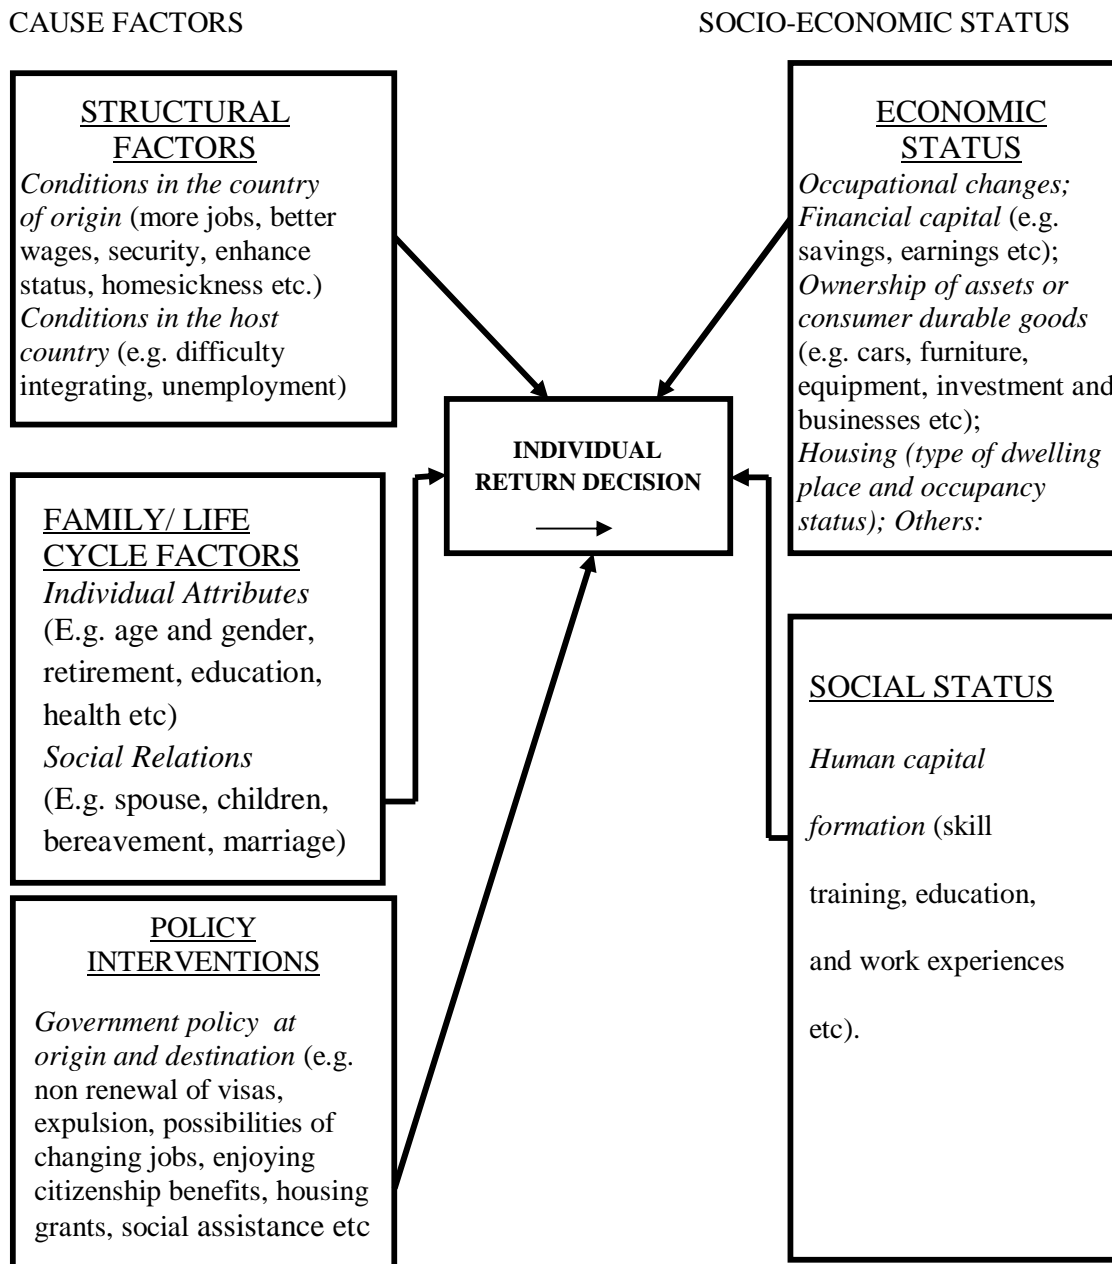 CAUSE FACTORS
SOCIO-ECONOMIC STATUS
STRUCTURAL
FACTORS
Conditions in the country
of origin (more jobs, better
wages, security, enhance
status, homesickness etc.)
Conditions in the host
country (e.g. difficulty
integrating, unemployment)
FAMILY/ LIFE
CYCLE FACTORS
Individual Attributes
(E.g. age and gender,
retirement, education,
health etc)
Social Relations
(E.g. spouse, children,
bereavement, marriage)
POLICY
INTERVENTIONS
Government policy at
origin and destination (e.g.
non renewal of visas,
expulsion, possibilities of
changing jobs, enjoying
citizenship benefits, housing
grants, social assistance etc
INDIVIDUAL
RETURN DECISION
ECONOMIC
STATUS
Occupational changes;
Financial capital (e.g.
savings, earnings etc);
Ownership of assets or
consumer durable goods
(e.g. cars, furniture,
equipment, investment and
businesses etc);
Housing (type of dwelling
place and occupancy
status); Others:
SOCIAL STATUS
Human capital
formation (skill
training, education,
and work experiences
etc).